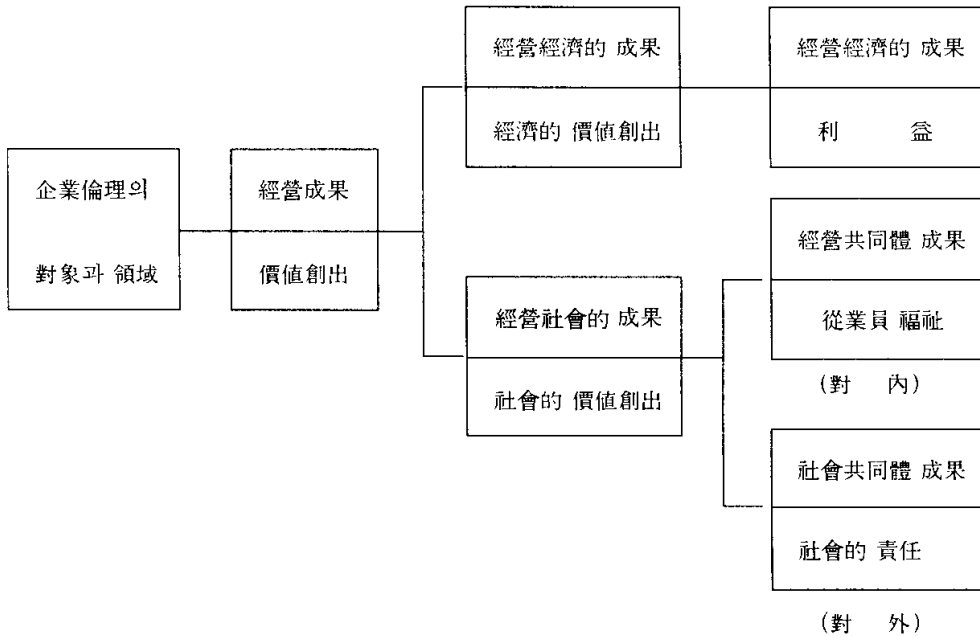 企業倫理의
對象과 領域
經營成果
價値創出
經營經濟的 成果
經濟的 價値創出
經營經濟的 成果
利 益
經營社會的 成果
社會的 價値創出
經營共同體 成果
從業員 福祉
(對 內)
社會共同體 成果
社會的 責任
(對 外)